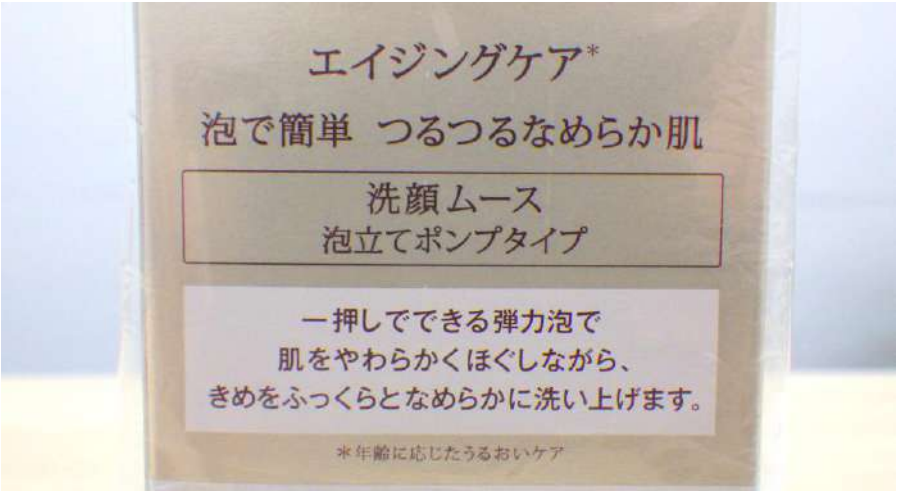 エイジングケア*
泡で簡単 つるつるなめらか肌
洗顔ムース
泡立てポンプタイプ
一押しでできる弾力泡で
肌をやわらかくほぐしながら、
きめをふっくらとなめらかに洗い上げます。
*年齢に応じたうるおいケア